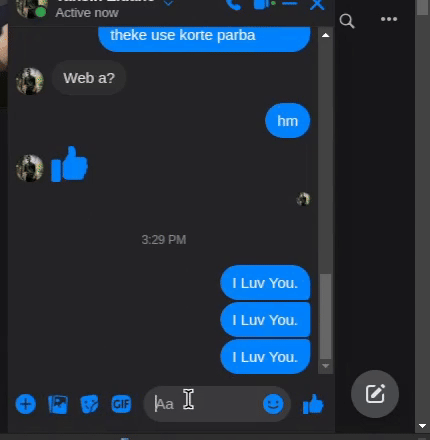 Active now
theke use korte parba
Web a?
hm
3:29 PM
I Luv You.
I Luv You.
I Luv You.
GIF
Aa